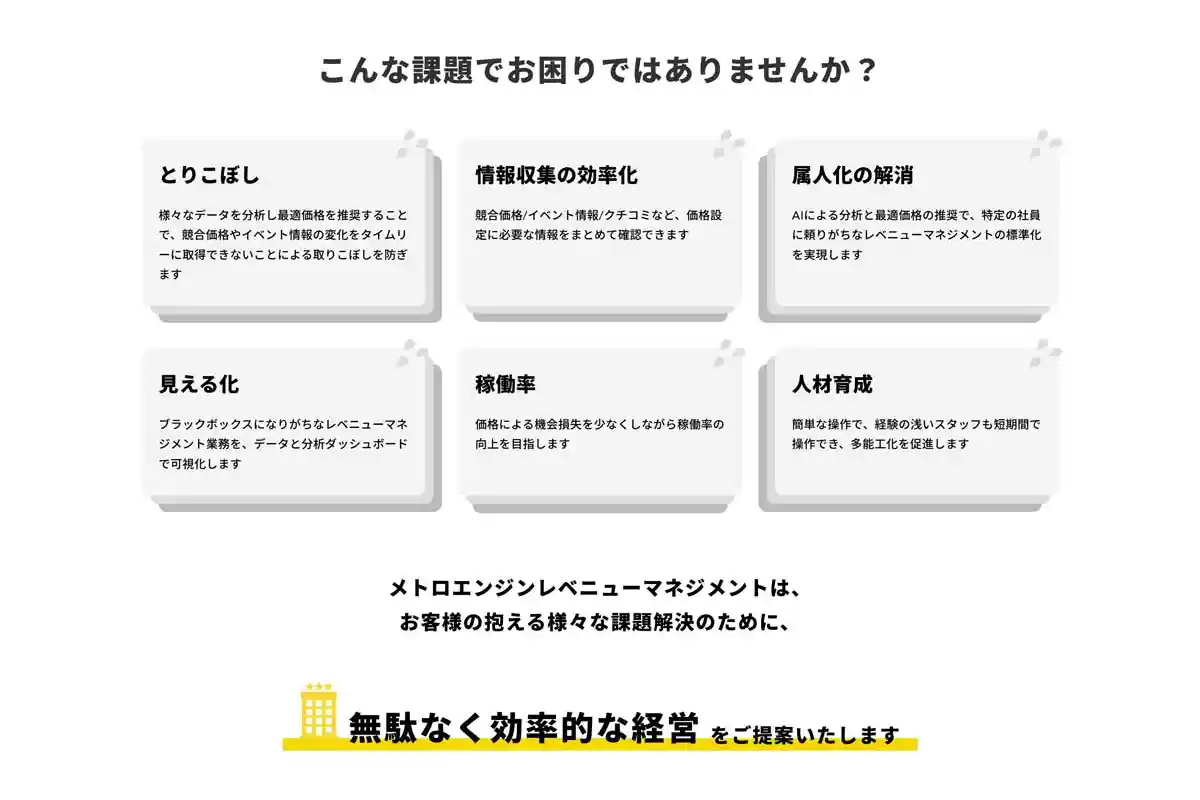 こんな課題でお困りではありませんか？
とりこぼし
様々なデータを分析し最適価格を推奨すること
で、競合価格やイベント情報の変化をタイムリ
ーに取得できないことによる取りこぼしを防ぎ
ます
情報収集の効率化
競合価格/イベント情報/クチコミなど、価格設
定に必要な情報をまとめて確認できます
属人化の解消
AIによる分析と最適価格の推奨で、特定の社員
に頼りがちなレベニューマネジメントの標準化
を実現します
見える化
ブラックボックスになりがちなレベニューマネ
ジメント業務を、データと分析ダッシュボード
で可視化します
稼働率
価格による機会損失を少なくしながら稼働率の
向上を目指します
人材育成
簡単な操作で、経験の浅いスタッフも短期間で
操作でき、多能工化を促進します
メトロエンジンレベニューマネジメントは、
お客様の抱える様々な課題解決のために、
無駄なく効率的な経営 をご提案いたします